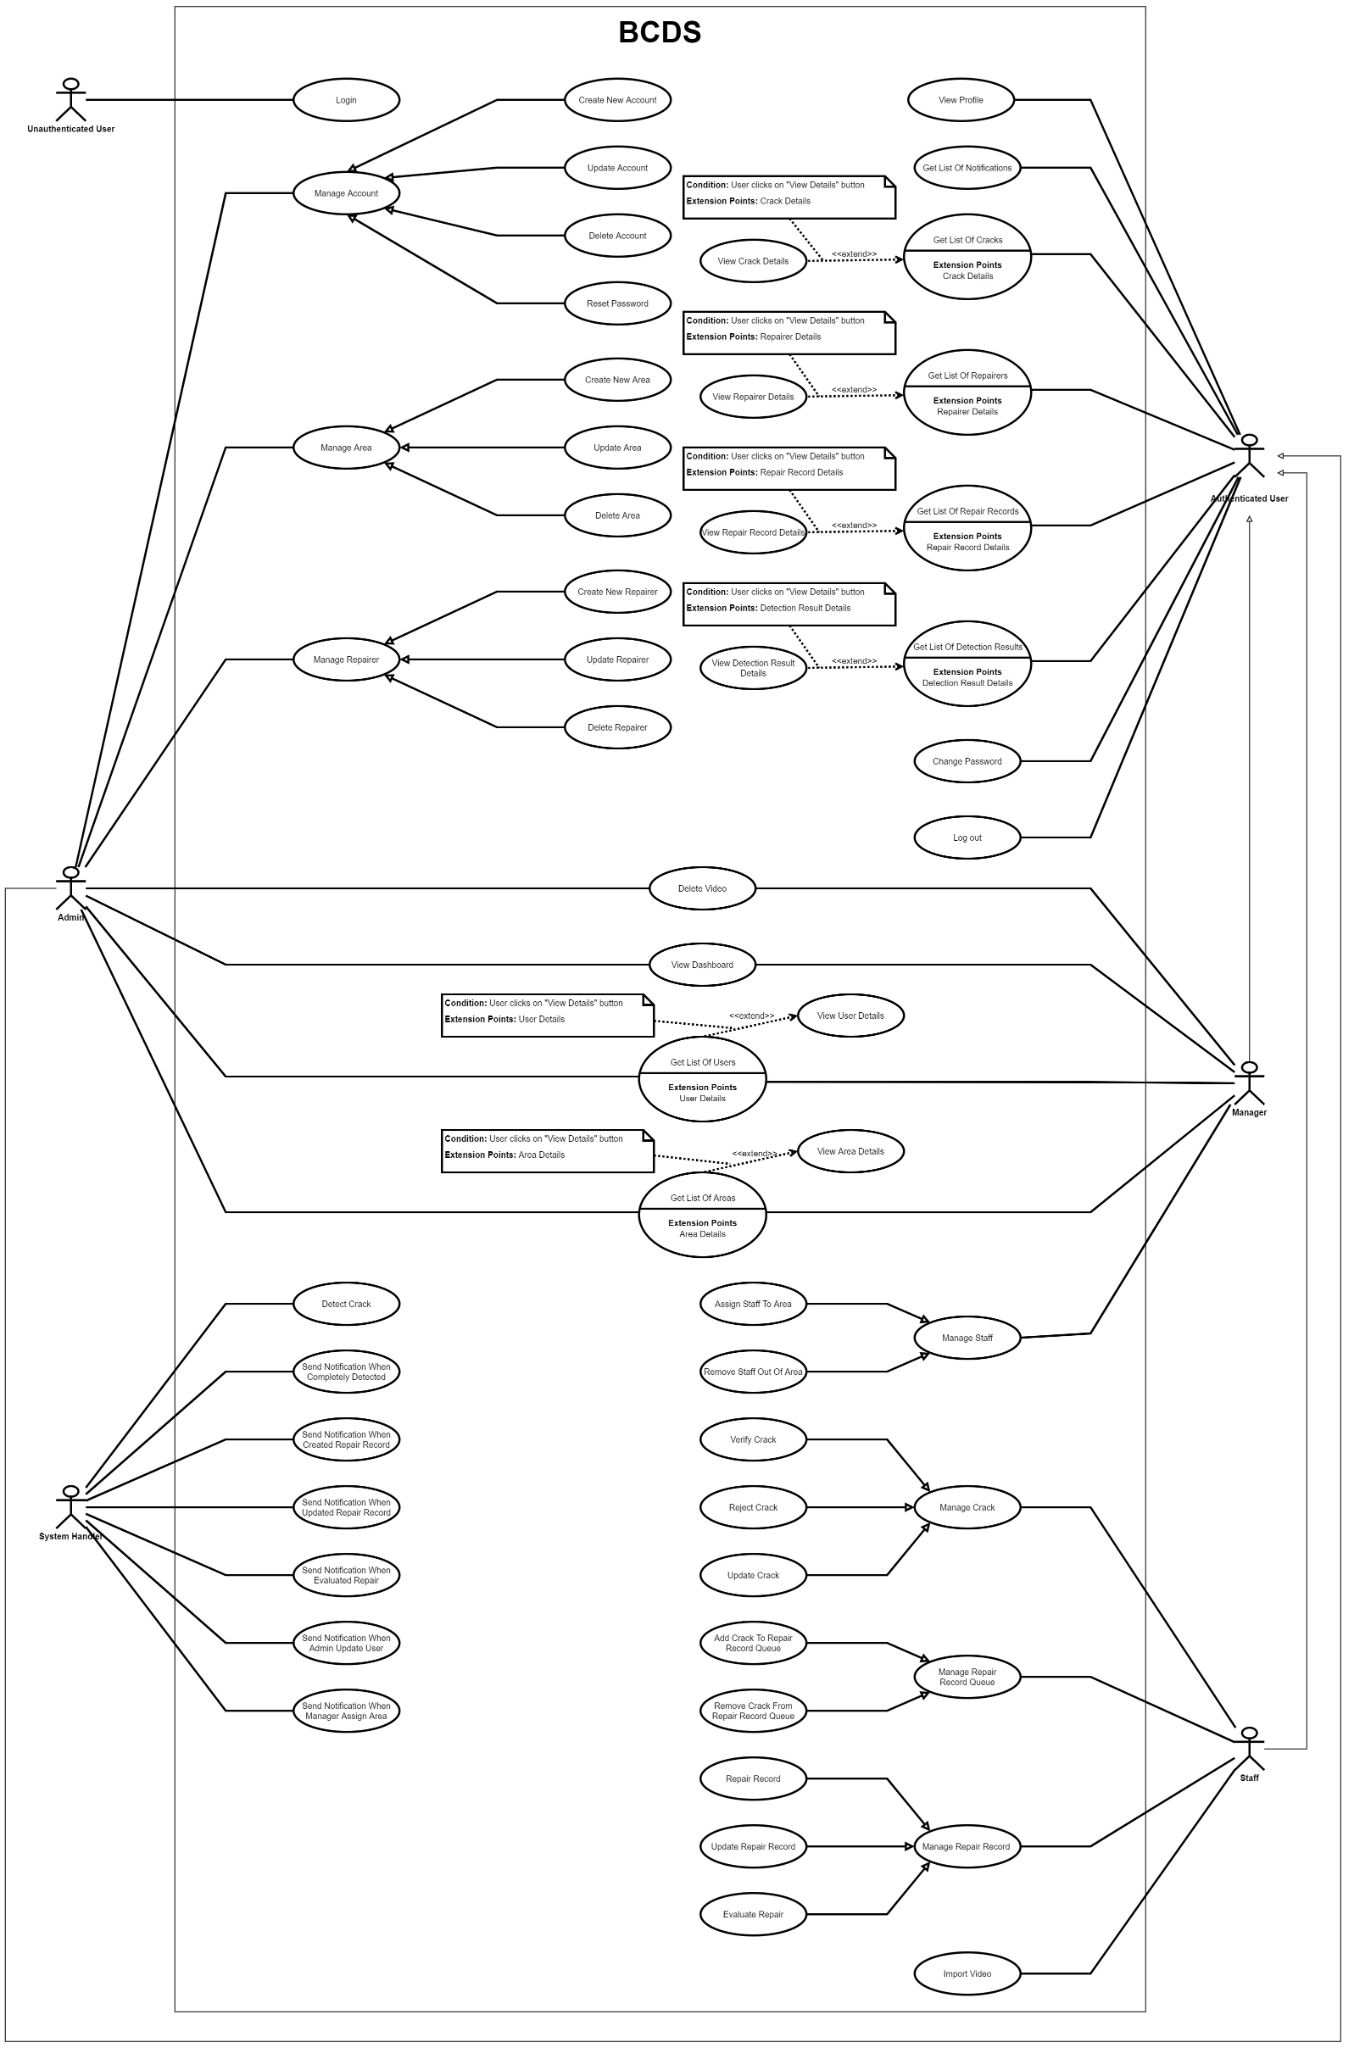 BCDS
Unauthenticated User
Login
Create New Account
View Profile
Manage Account
Update Account
Get List Of Notifications
Delete Account
Reset Password
Condition: User clicks on "View Details" button
Extension Points: Crack Details
View Crack Details
<<extend>>
Get List Of Cracks
Extension Points
Crack Details
Condition: User clicks on "View Details" button
Extension Points: Repairer Details
View Repairer Details
<<extend>>
Get List Of Repairers
Extension Points
Repairer Details
Create New Area
Manage Area
Update Area
Delete Area
Condition: User clicks on "View Details" button
Extension Points: Repair Record Details
View Repair Record Details
<<extend>>
Get List Of Repair Records
Extension Points
Repair Record Details
Authenticated User
Create New Repairer
Manage Repairer
Update Repairer
Delete Repairer
Condition: User clicks on "View Details" button
Extension Points: Detection Result Details
View Detection Result
Details
<<extend>>
Get List Of Detection Results
Extension Points
Detection Result Details
Change Password
Log out
Admin
Delete Video
View Dashboard
Condition: User clicks on "View Details" button
Extension Points: User Details
<<extend>>
View User Details
Get List Of Users
Extension Points
User Details
Manager
Condition: User clicks on "View Details" button
Extension Points: Area Details
<<extend>>
View Area Details
Get List Of Areas
Extension Points
Area Details
Detect Crack
Assign Staff To Area
Manage Staff
Send Notification When
Completely Detected
Remove Staff Out Of Area
Send Notification When
Created Repair Record
Verify Crack
System Handler
Send Notification When
Updated Repair Record
Reject Crack
Manage Crack
Send Notification When
Evaluated Repair
Update Crack
Send Notification When
Admin Update User
Add Crack To Repair
Record Queue
Manage Repair
Record Queue
Send Notification When
Manager Assign Area
Remove Crack From
Repair Record Queue
Staff
Repair Record
Update Repair Record
Manage Repair Record
Evaluate Repair
Import Video